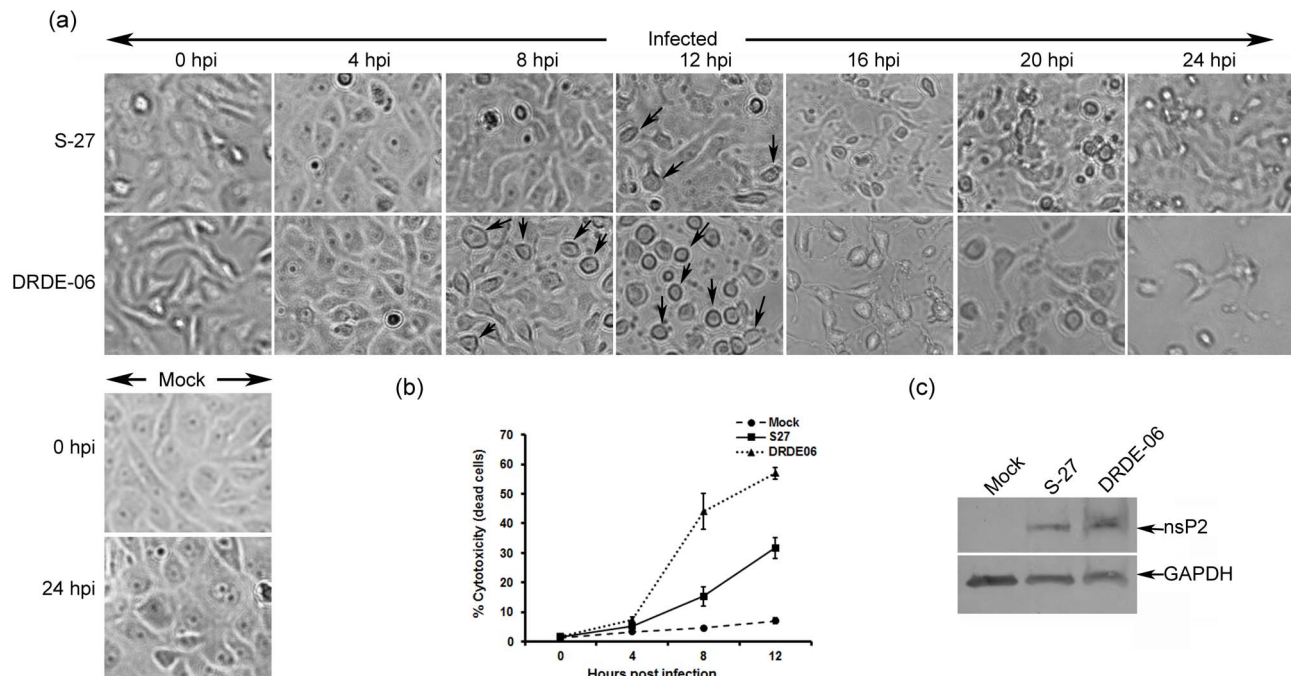 (a)
Infected
0 hpi 4 hpi 8 hpi 12 hpi 16 hpi 20 hpi 24 hpi
S-27
DRDE-06
Mock
0 hpi
24 hpi
(b)
Mock
S27
DRDE06
% Cytotoxicity (dead cells)
70
60
50
40
30
20
10
0
0 4 8 12
Hours post infection
(c)
Mock S-27 DRDE-06
nsP2
GAPDH